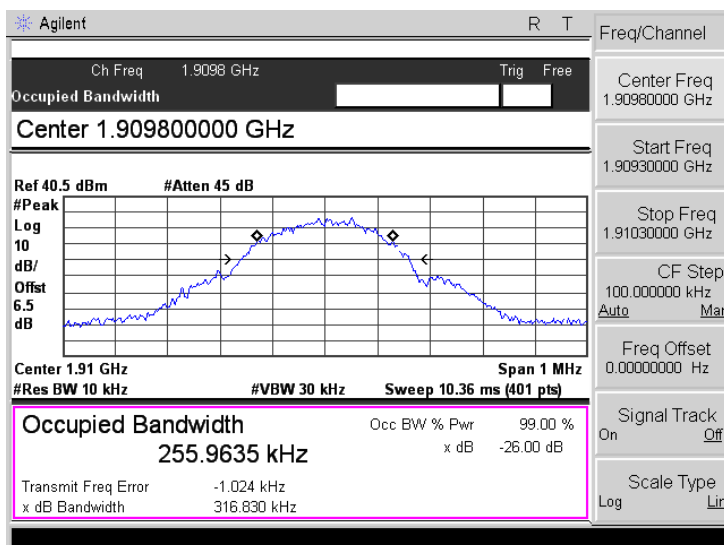 Agilent R T
Ch Freq 1.9098 GHz Trig Free
Occupied Bandwidth
Center 1.909800000 GHz
Ref 40.5 dBm #Atten 45 dB
#Peak
Log
10
dB/
Offst
6.5
dB
Center 1.91 GHz Span 1 MHz
#Res BW 10 kHz #VBW 30 kHz Sweep 10.36 ms (401 pts)
Occupied Bandwidth Occ BW % Pwr 99.00 %
255.9635 kHz x dB -26.00 dB
Transmit Freq Error -1.024 kHz
x dB Bandwidth 316.830 kHz
Freq/Channel
Center Freq
1.90980000 GHz
Start Freq
1.90930000 GHz
Stop Freq
1.91030000 GHz
CF Step
100.000000 kHz
Auto Man
Freq Offset
0.00000000 Hz
Signal Track
On Off
Scale Type
Log Lin